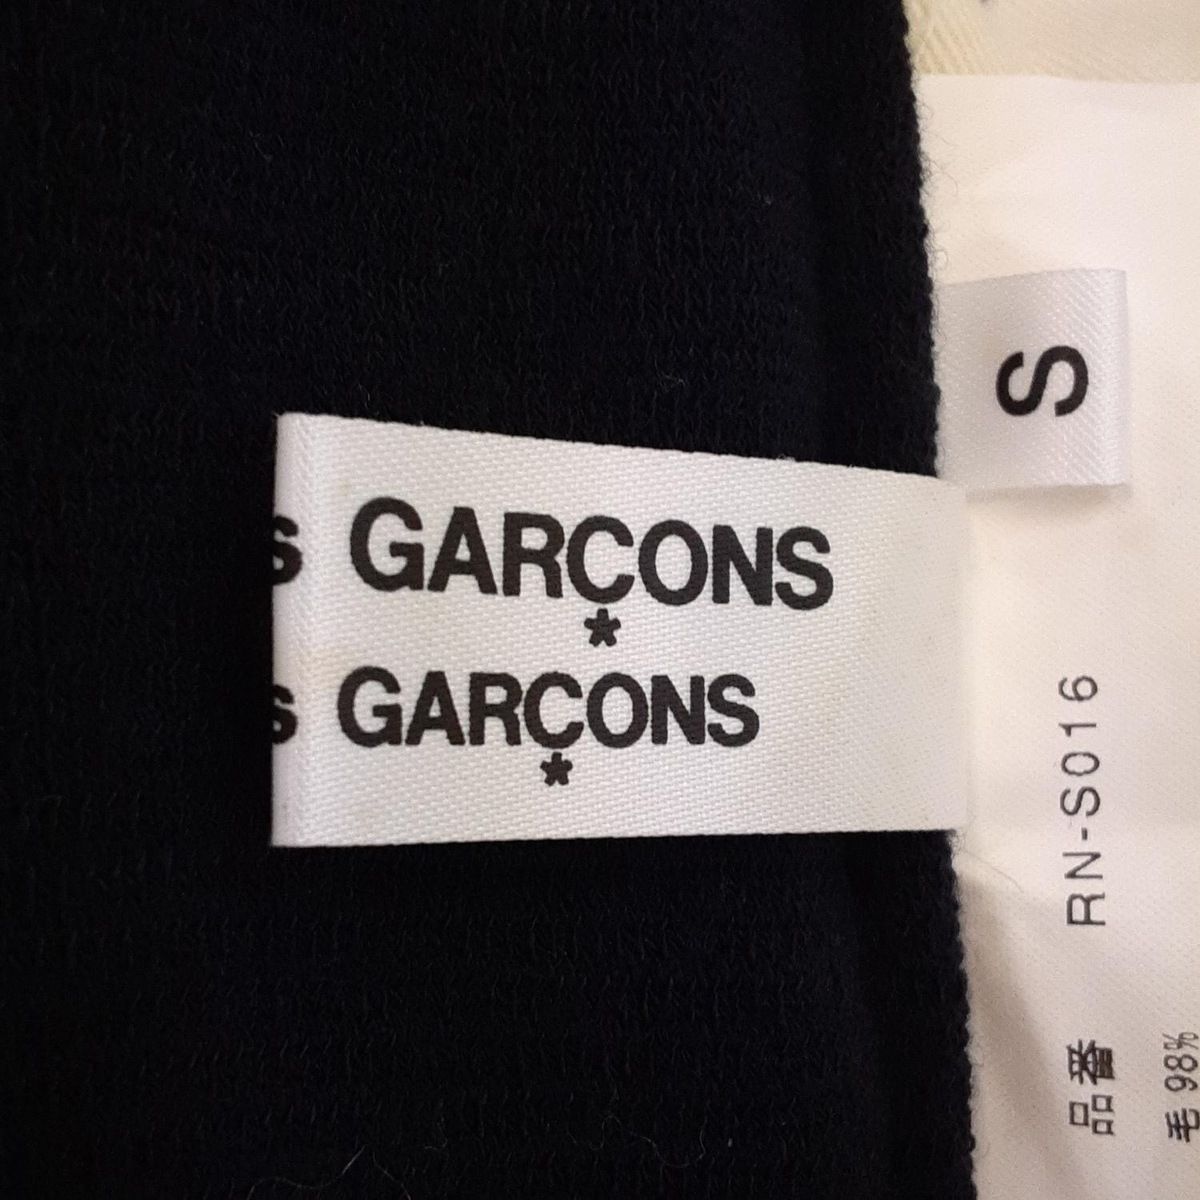 s GARÇONS
s GARÇONS
S
品番 RN-S016
毛 98%